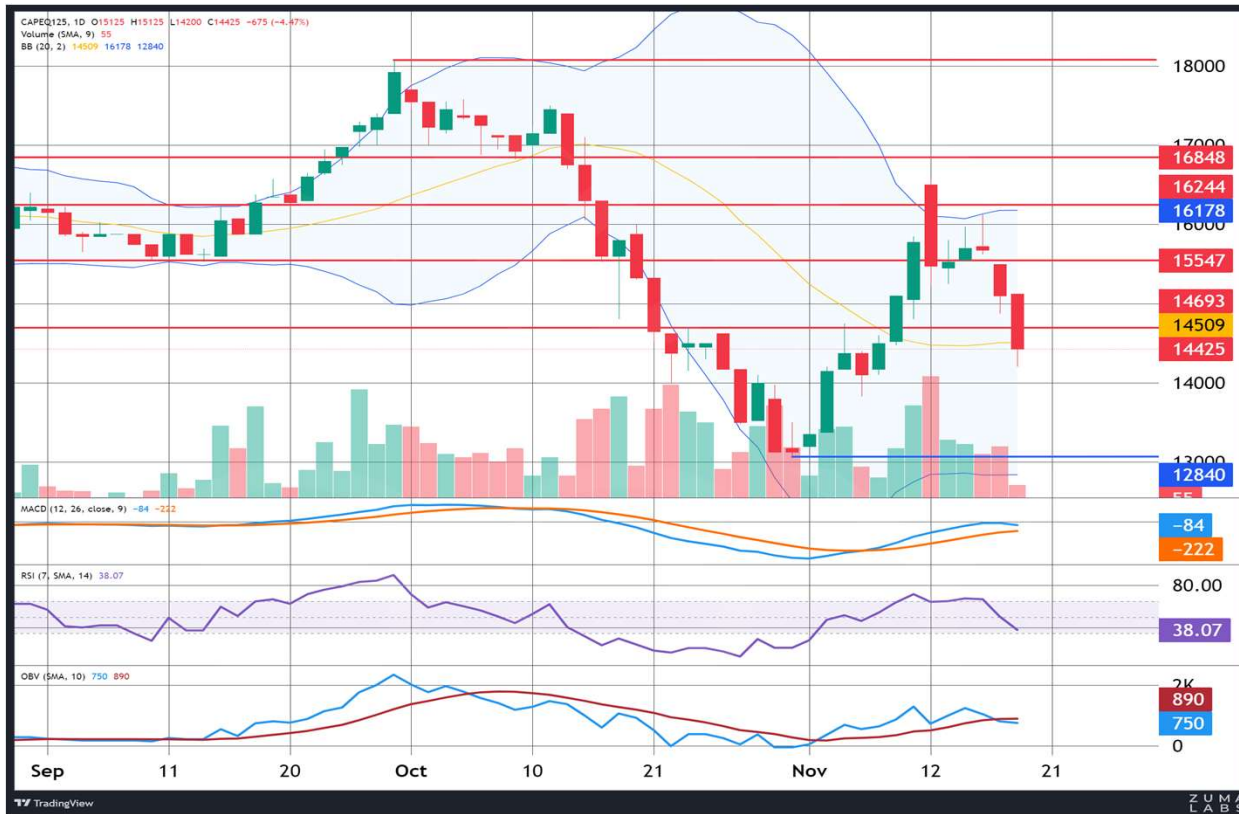 CAPEQ125, 1D O15125 H15125 L14200 C14425 −675 (−4.47%)
Volume (SMA, 9) 55
BB (20, 2) 14509 16178 12840
18000
17000
16848
16244
16178
16000
15547
14693
14509
14425
14000
13000
12840
55
MACD (12, 26, close, 9) −84 −222
−84
−222
RSI (7, SMA, 14) 38.07
80.00
38.07
OBV (SMA, 10) 750 890
2K
890
750
0
Sep 11 20 Oct 10 21 Nov 12 21
TradingView
ZUMA
LABS